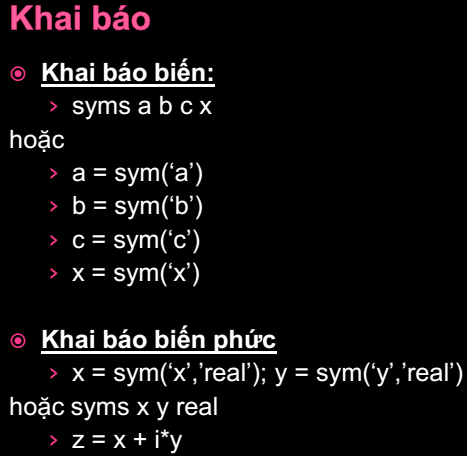 Khai báo
Khai báo biến:
syms a b c x
hoặc
a = sym(‘a’)
b = sym(‘b’)
c = sym(‘c’)
x = sym(‘x’)
Khai báo biến phức
x = sym(‘x’,’real’); y = sym(‘y’,’real’)
hoặc syms x y real
z = x + i*y